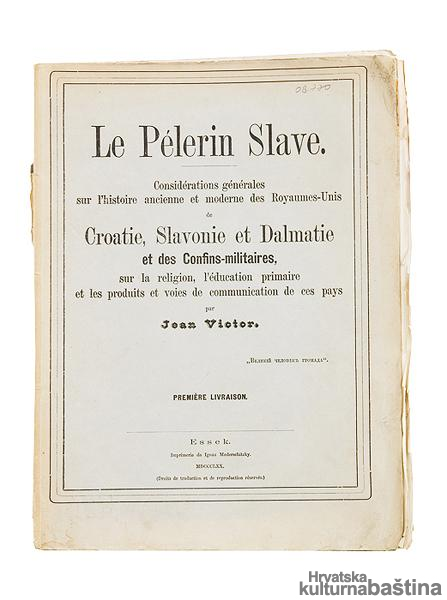 OB.770
Le Pélerin Slave.
Considérations générales
sur l'histoire ancienne et moderne des Royaumes-Unis
de
Croatie, Slavonie et Dalmatie
et des Confins-militaires,
sur la religion, l'éducation primaire
et les produits et voies de communication de ces pays
par
Jean Victor.
„Великій человѣкъ громада“.
PREMIÈRE LIVRAISON.
Essek.
Imprimerie de Ignaz Mederschitzky.
MDCCCLXX.
(Droits de traduction et de reproduction réservés.)
Hrvatska
kulturnabaština